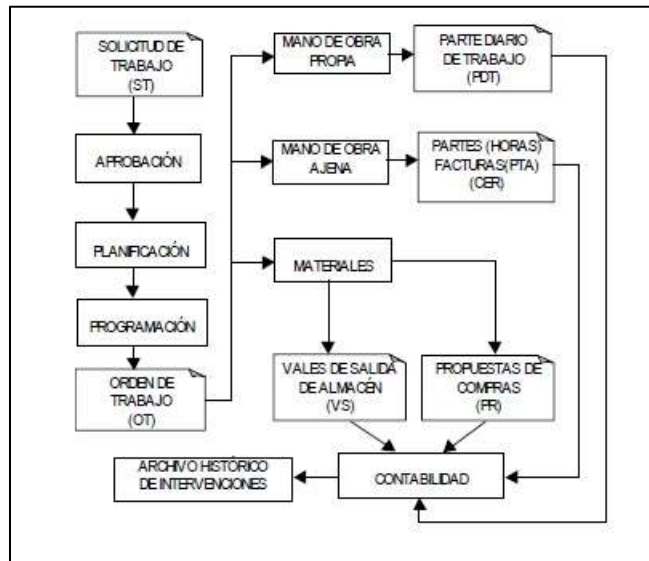 SOLICITUD DE
TRABAJO
(ST)
APROBACIÓN
PLANIFICACIÓN
PROGRAMACIÓN
ORDEN DE
TRABAJO
(OT)
MANO DE OBRA
PROPIA
PARTE DIARIO
DE TRABAJO
(PDT)
MANO DE OBRA
AJENA
PARTES (HORAS)
FACTURAS(PTA)
(CER)
MATERIALES
VALES DE SALIDA
DE ALMACÉN
(VS)
PROPUESTAS DE
COMPRAS
(PR)
ARCHIVO HISTÓRICO
DE INTERVENCIONES
CONTABILIDAD